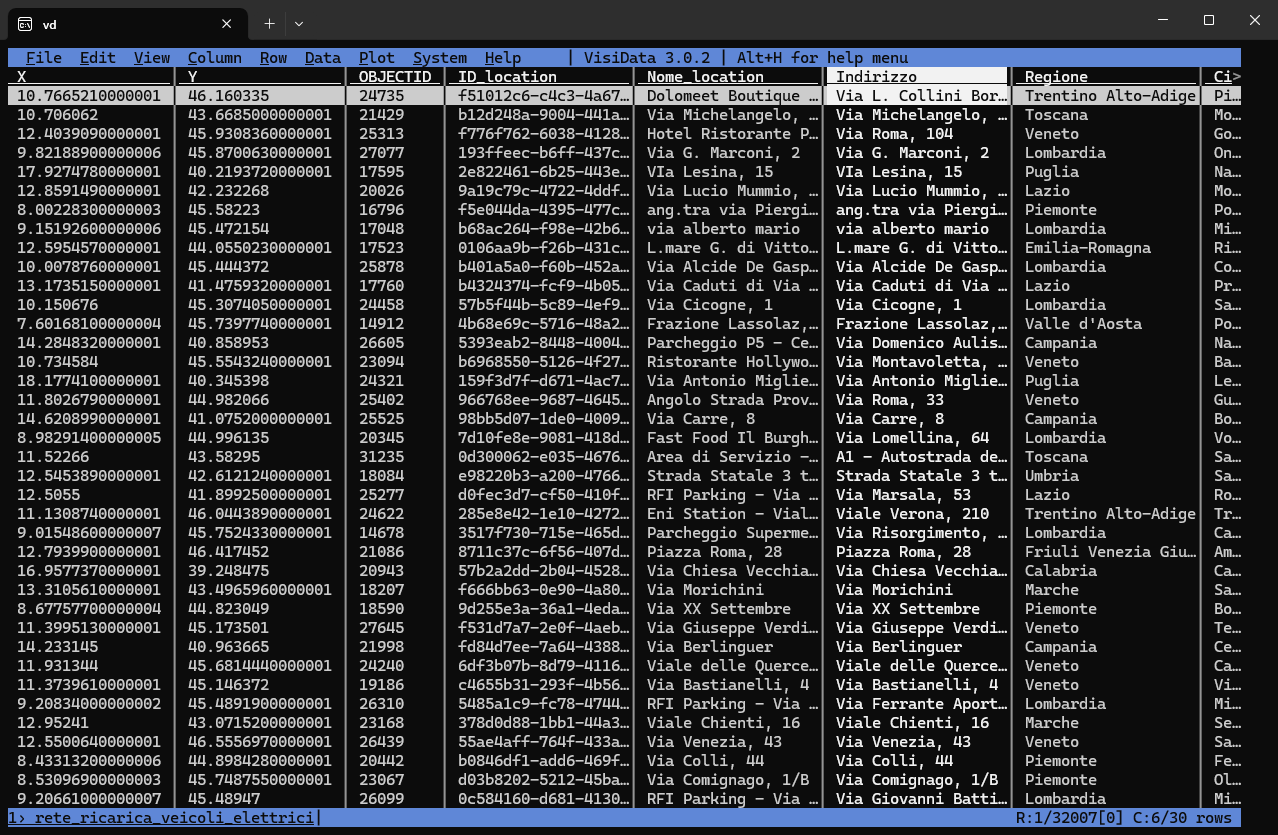 vd
File Edit View Column Row Data Plot System Help | VisiData 3.0.2 | Alt+H for help menu
X Y OBJECTID ID_location Nome_location Indirizzo Regione Ci>
10.7665210000001 46.160335 24735 f51012c6-c4c3-4a67… Dolomeet Boutique … Via L. Collini Bor… Trentino Alto-Adige Pi…
10.706062 43.6685000000001 21429 b12d248a-9004-441a… Via Michelangelo, … Via Michelangelo, … Toscana Mo…
12.4039090000001 45.9308360000001 25313 f776f762-6038-4128… Hotel Ristorante P… Via Roma, 104 Veneto Go…
9.82188900000006 45.8700630000001 27077 193ffeec-b6ff-437c… Via G. Marconi, 2 Via G. Marconi, 2 Lombardia On…
17.9274780000001 40.2193720000001 17595 2e822461-6b25-443e… VIa Lesina, 15 VIa Lesina, 15 Puglia Na…
12.8591490000001 42.232268 20026 9a19c79c-4722-4ddf… Via Lucio Mummio, … Via Lucio Mummio, … Lazio Mo…
8.00228300000003 45.58223 16796 f5e044da-4395-477c… ang.tra via Piergi… ang.tra via Piergi… Piemonte Po…
9.15192600000006 45.472154 17048 b68ac264-f98e-42b6… via alberto mario via alberto mario Lombardia Mi…
12.5954570000001 44.0550230000001 17523 0106aa9b-f26b-431c… L.mare G. di Vitto… L.mare G. di Vitto… Emilia-Romagna Ri…
10.0078760000001 45.444372 25878 b401a5a0-f60b-452a… Via Alcide De Gasp… Via Alcide De Gasp… Lombardia Co…
13.1735150000001 41.4759320000001 17760 b4324374-fcf9-4b05… Via Caduti di Via … Via Caduti di Via … Lazio Pr…
10.150676 45.3074050000001 24458 57b5f44b-5c89-4ef9… Via Cicogne, 1 Via Cicogne, 1 Lombardia Sa…
7.60168100000004 45.7397740000001 14912 4b68e69c-5716-48a2… Frazione Lassolaz,… Frazione Lassolaz,… Valle d'Aosta Po…
14.2848320000001 40.858953 26605 5393eab2-8448-4004… Parcheggio P5 - Ce… Via Domenico Aulis… Campania Na…
10.734584 45.5543240000001 23094 b6968550-5126-4f27… Ristorante Hollywo… Via Montavoletta, … Veneto Ba…
18.1774100000001 40.345398 24321 159f3d7f-d671-4ac7… Via Antonio Miglie… Via Antonio Miglie… Puglia Le…
11.8026790000001 44.982066 25402 966768ee-9687-4645… Angolo Strada Prov… Via Roma, 33 Veneto Gu…
14.6208990000001 41.0752000000001 25525 98bb5d07-1de0-4009… Via Carre, 8 Via Carre, 8 Campania Bo…
8.98291400000005 44.996135 20345 7d10fe8e-9081-418d… Fast Food Il Burgh… Via Lomellina, 64 Lombardia Vo…
11.52266 43.58295 31235 0d300062-e035-4676… Area di Servizio -… A1 - Autostrada de… Toscana Sa…
12.5453890000001 42.6121240000001 18084 e98220b3-a200-4766… Strada Statale 3 t… Strada Statale 3 t… Umbria Sa…
12.5055 41.8992500000001 25277 d0fec3d7-cf50-410f… RFI Parking - Via … Via Marsala, 53 Lazio Ro…
11.1308740000001 46.0443890000001 24622 285e8e42-1e10-4272… Eni Station - Vial… Viale Verona, 210 Trentino Alto-Adige Tr…
9.01548600000007 45.7524330000001 14678 3517f730-715e-465d… Parcheggio Superme… Via Risorgimento, … Lombardia Ca…
12.7939900000001 46.417452 21086 8711c37c-6f56-407d… Piazza Roma, 28 Piazza Roma, 28 Friuli Venezia Giu… Am…
16.9577370000001 39.248475 20943 57b2a2dd-2b04-4528… Via Chiesa Vecchia… Via Chiesa Vecchia… Calabria Ca…
13.3105610000001 43.4965960000001 18207 f666bb63-0e90-4a80… Via Morichini Via Morichini Marche Sa…
8.67757700000004 44.823049 18590 9d255e3a-36a1-4eda… Via XX Settembre Via XX Settembre Piemonte Bo…
11.3995130000001 45.173501 27645 f531d7a7-2e0f-4aeb… Via Giuseppe Verdi… Via Giuseppe Verdi… Veneto Te…
14.233145 40.963665 21998 fd84d7ee-7a64-4388… Via Berlinguer Via Berlinguer Campania Ce…
11.931344 45.6814440000001 24240 6df3b07b-8d79-4116… Viale delle Querce… Viale delle Querce… Veneto Ca…
11.3739610000001 45.146372 19186 c4655b31-293f-4b56… Via Bastianelli, 4 Via Bastianelli, 4 Veneto Vi…
9.20834000000002 45.4891900000001 26310 5485a1c9-fc78-4744… RFI Parking - Via … Via Ferrante Aport… Lombardia Mi…
12.95241 43.0715200000001 23168 378d0d88-1bb1-44a3… Viale Chienti, 16 Viale Chienti, 16 Marche Se…
12.5500640000001 46.5556970000001 26439 55ae4aff-764f-433a… Via Venezia, 43 Via Venezia, 43 Veneto Sa…
8.43313200000006 44.8984280000001 20442 b0846df1-add6-469f… Via Colli, 44 Via Colli, 44 Piemonte Fe…
8.53096900000003 45.7487550000001 23067 d03b8202-5212-45ba… Via Comignago, 1/B Via Comignago, 1/B Piemonte Ol…
9.20661000000007 45.48947 26099 0c584160-d681-4130… RFI Parking - Via … Via Giovanni Batti… Lombardia Mi…
1› rete_ricarica_veicoli_elettrici| R:1/32007[0] C:6/30 rows